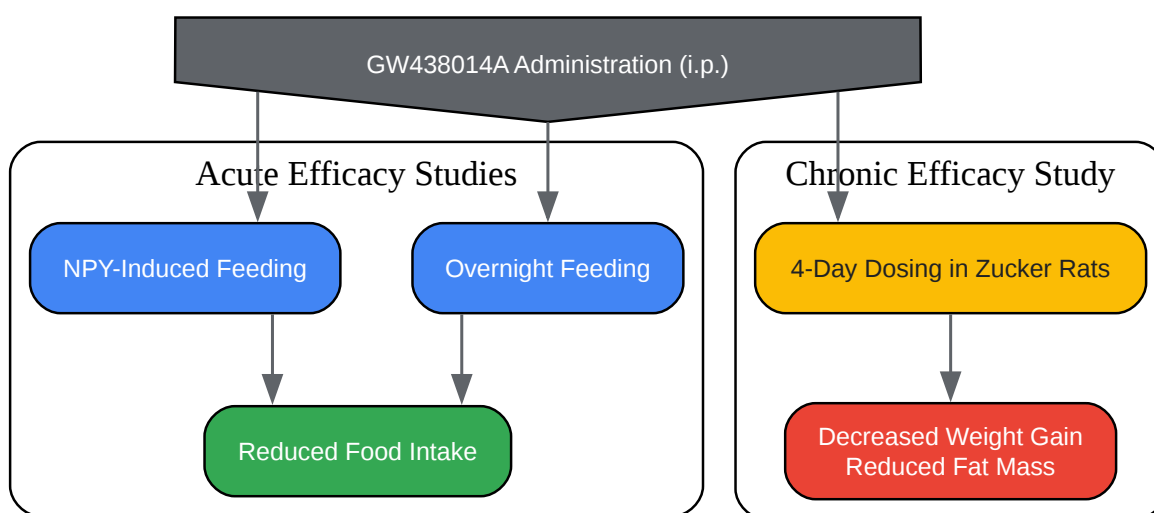 GW438014A Administration (i.p.)
Acute Efficacy Studies
Chronic Efficacy Study
NPY-Induced Feeding
Overnight Feeding
4-Day Dosing in Zucker Rats
Reduced Food Intake
Decreased Weight Gain
Reduced Fat Mass